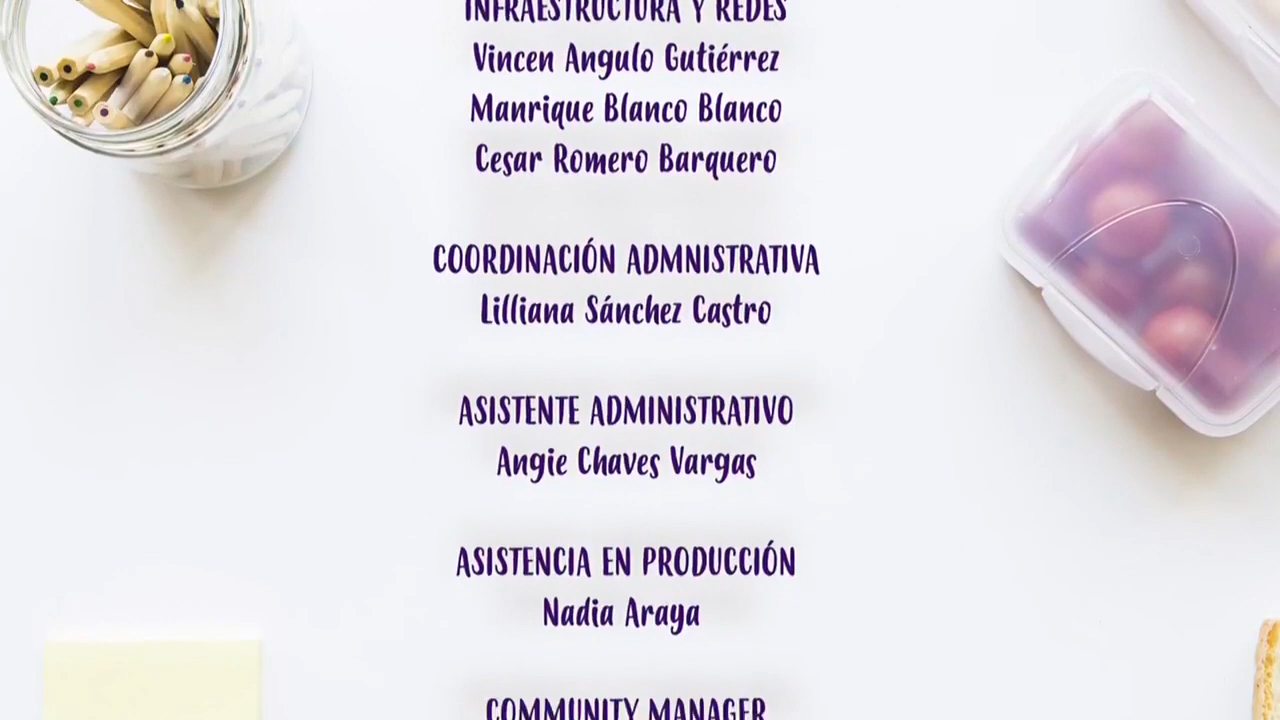 INFRAESTRUCTURA Y REDES
Vincen Angulo Gutiérrez
Manrique Blanco Blanco
Cesar Romero Barquero
COORDINACIÓN ADMNISTRATIVA
Lilliana Sánchez Castro
ASISTENTE ADMINISTRATIVO
Angie Chaves Vargas
ASISTENCIA EN PRODUCCIÓN
Nadia Araya
COMMUNITY MANAGER